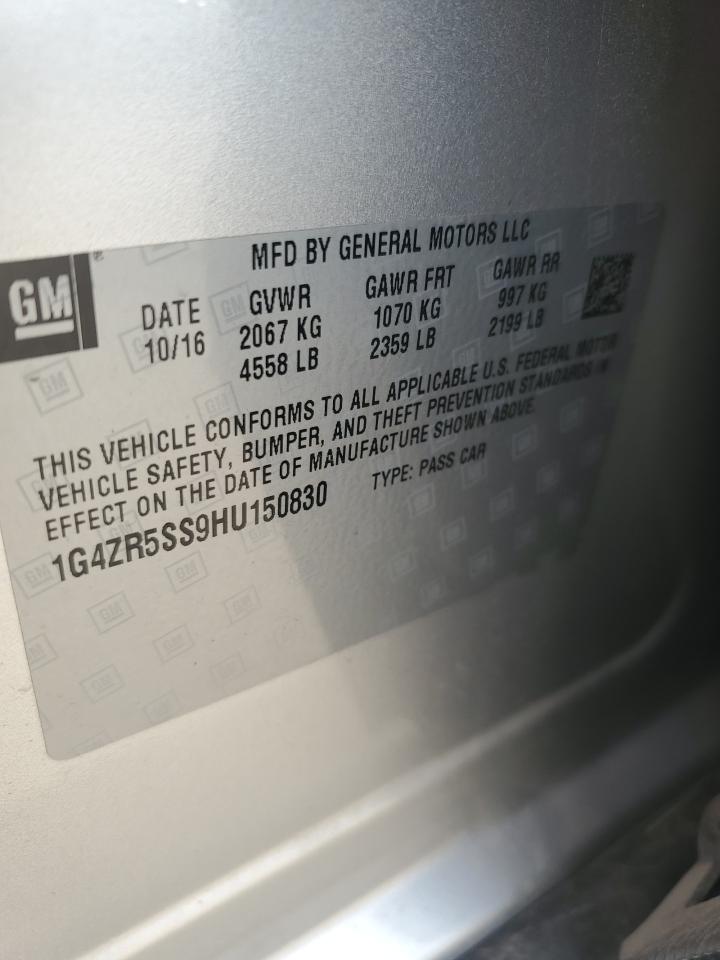 GM
MFD BY GENERAL MOTORS LLC
DATE GVWR GAWR FRT GAWR RR
10/16 2067 KG 1070 KG 997 KG
4558 LB 2359 LB 2199 LB
THIS VEHICLE CONFORMS TO ALL APPLICABLE U.S. FEDERAL MOTOR
VEHICLE SAFETY, BUMPER, AND THEFT PREVENTION STANDARDS IN
EFFECT ON THE DATE OF MANUFACTURE SHOWN ABOVE.
1G4ZR5SS9HU150830 TYPE: PASS CAR